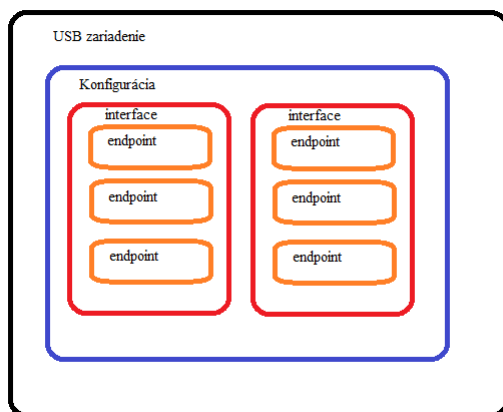 USB zariadenie
Konfigurácia
interface
endpoint
endpoint
endpoint
interface
endpoint
endpoint
endpoint